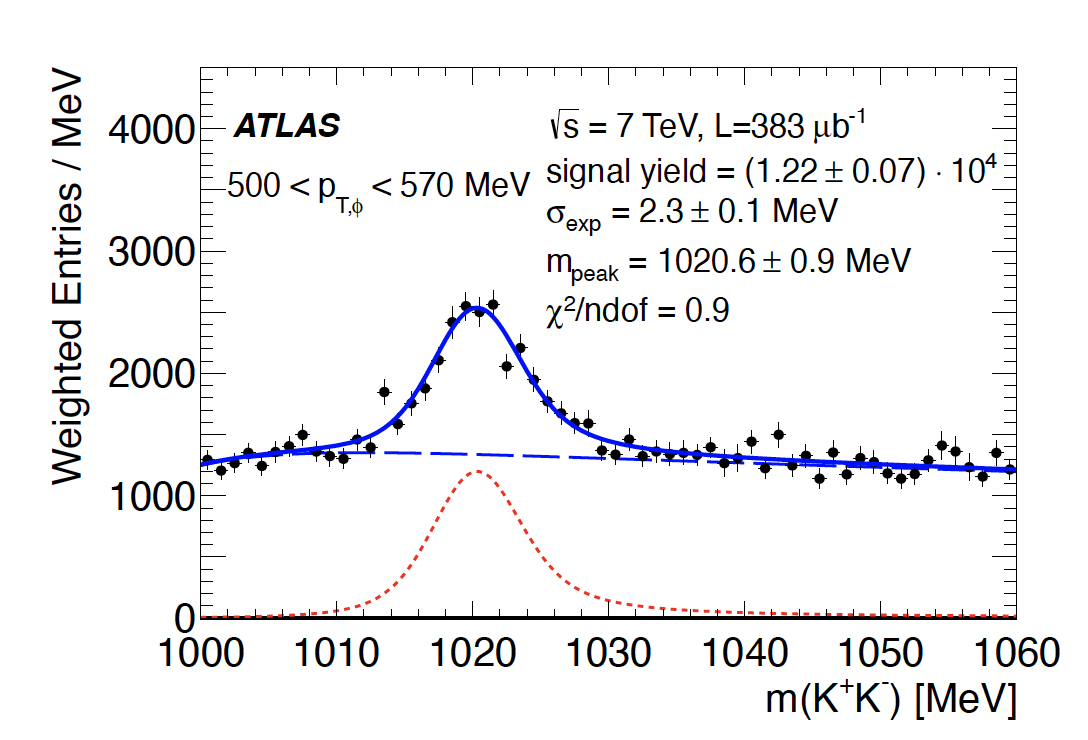 ATLAS
√s = 7 TeV, L=383 μb⁻¹
500 < p_T,ϕ < 570 MeV
signal yield = (1.22 ± 0.07) · 10⁴
σ_exp = 2.3 ± 0.1 MeV
m_peak = 1020.6 ± 0.9 MeV
χ²/ndof = 0.9
Weighted Entries / MeV
4000
3000
2000
1000
0
1000 1010 1020 1030 1040 1050 1060
m(K⁺K⁻) [MeV]